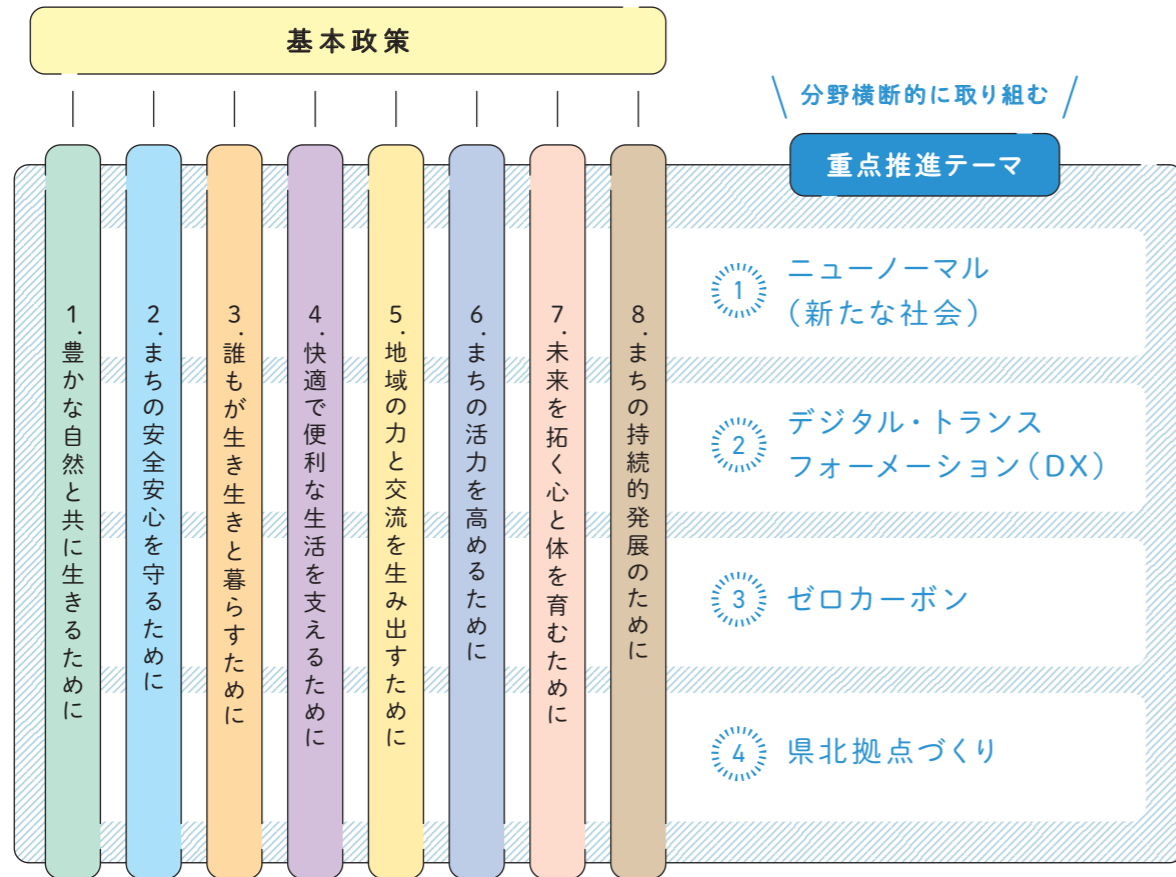 基本政策
1.豊かな自然と共に生きるために
2.まちの安全安心を守るために
3.誰もが生き生きと暮らすために
4.快適で便利な生活を支えるために
5.地域の力と交流を生み出すために
6.まちの活力を高めるために
7.未来を拓く心と体を育むために
8.まちの持続的発展のために
分野横断的に取り組む
重点推進テーマ
1 ニューノーマル
(新たな社会)
2 デジタル・トランス
フォーメーション(DX)
3 ゼロカーボン
4 県北拠点づくり